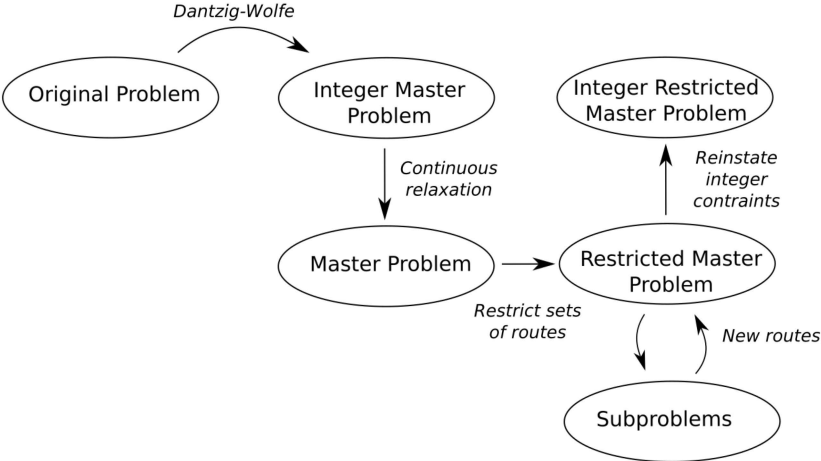 Dantzig-Wolfe
Original Problem
Integer Master
Problem
Integer Restricted
Master Problem
Continuous
relaxation
Reinstate
integer
contraints
Master Problem
Restricted Master
Problem
Restrict sets
of routes
New routes
Subproblems